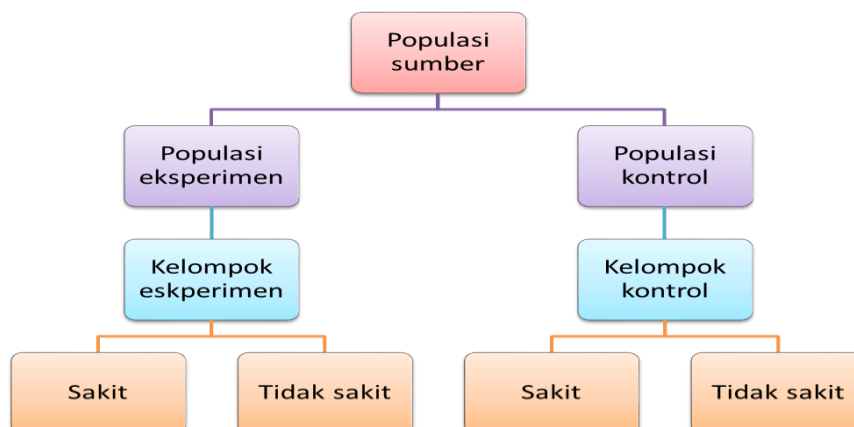 Populasi
sumber
Populasi
eksperimen
Populasi
kontrol
Kelompok
eskperimen
Kelompok
kontrol
Sakit
Tidak sakit
Sakit
Tidak sakit